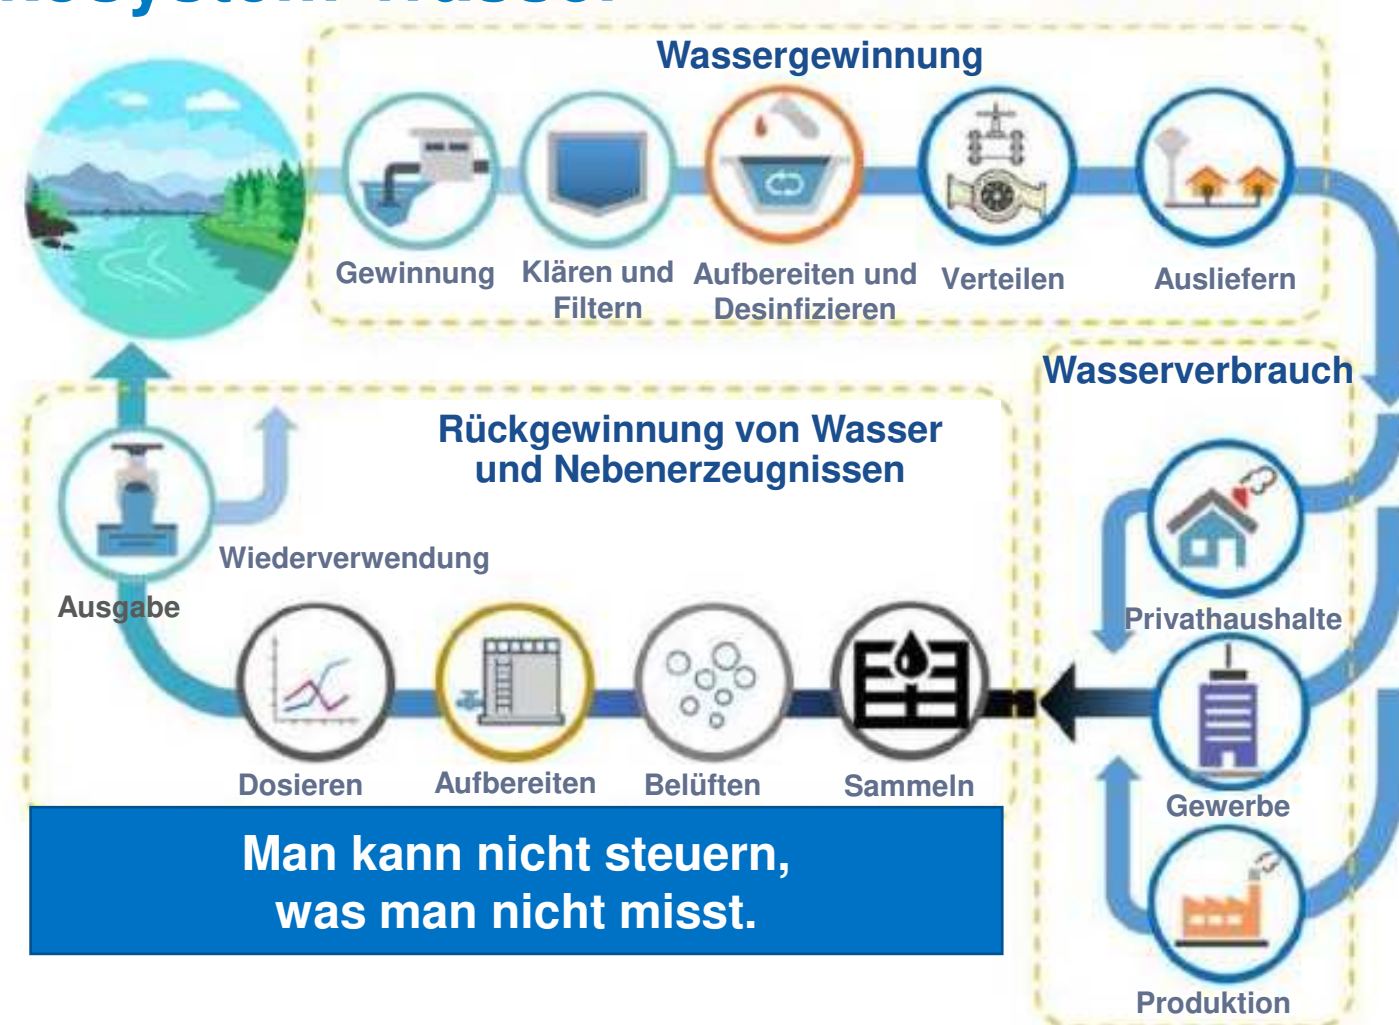 Wassergewinnung
Gewinnung
Klären und
Filtern
Aufbereiten und
Desinfizieren
Verteilen
Ausliefern
Wasserverbrauch
Privathaushalte
Gewerbe
Produktion
Rückgewinnung von Wasser
und Nebenerzeugnissen
Wiederverwendung
Ausgabe
Dosieren
Aufbereiten
Belüften
Sammeln
Man kann nicht steuern,
was man nicht misst.